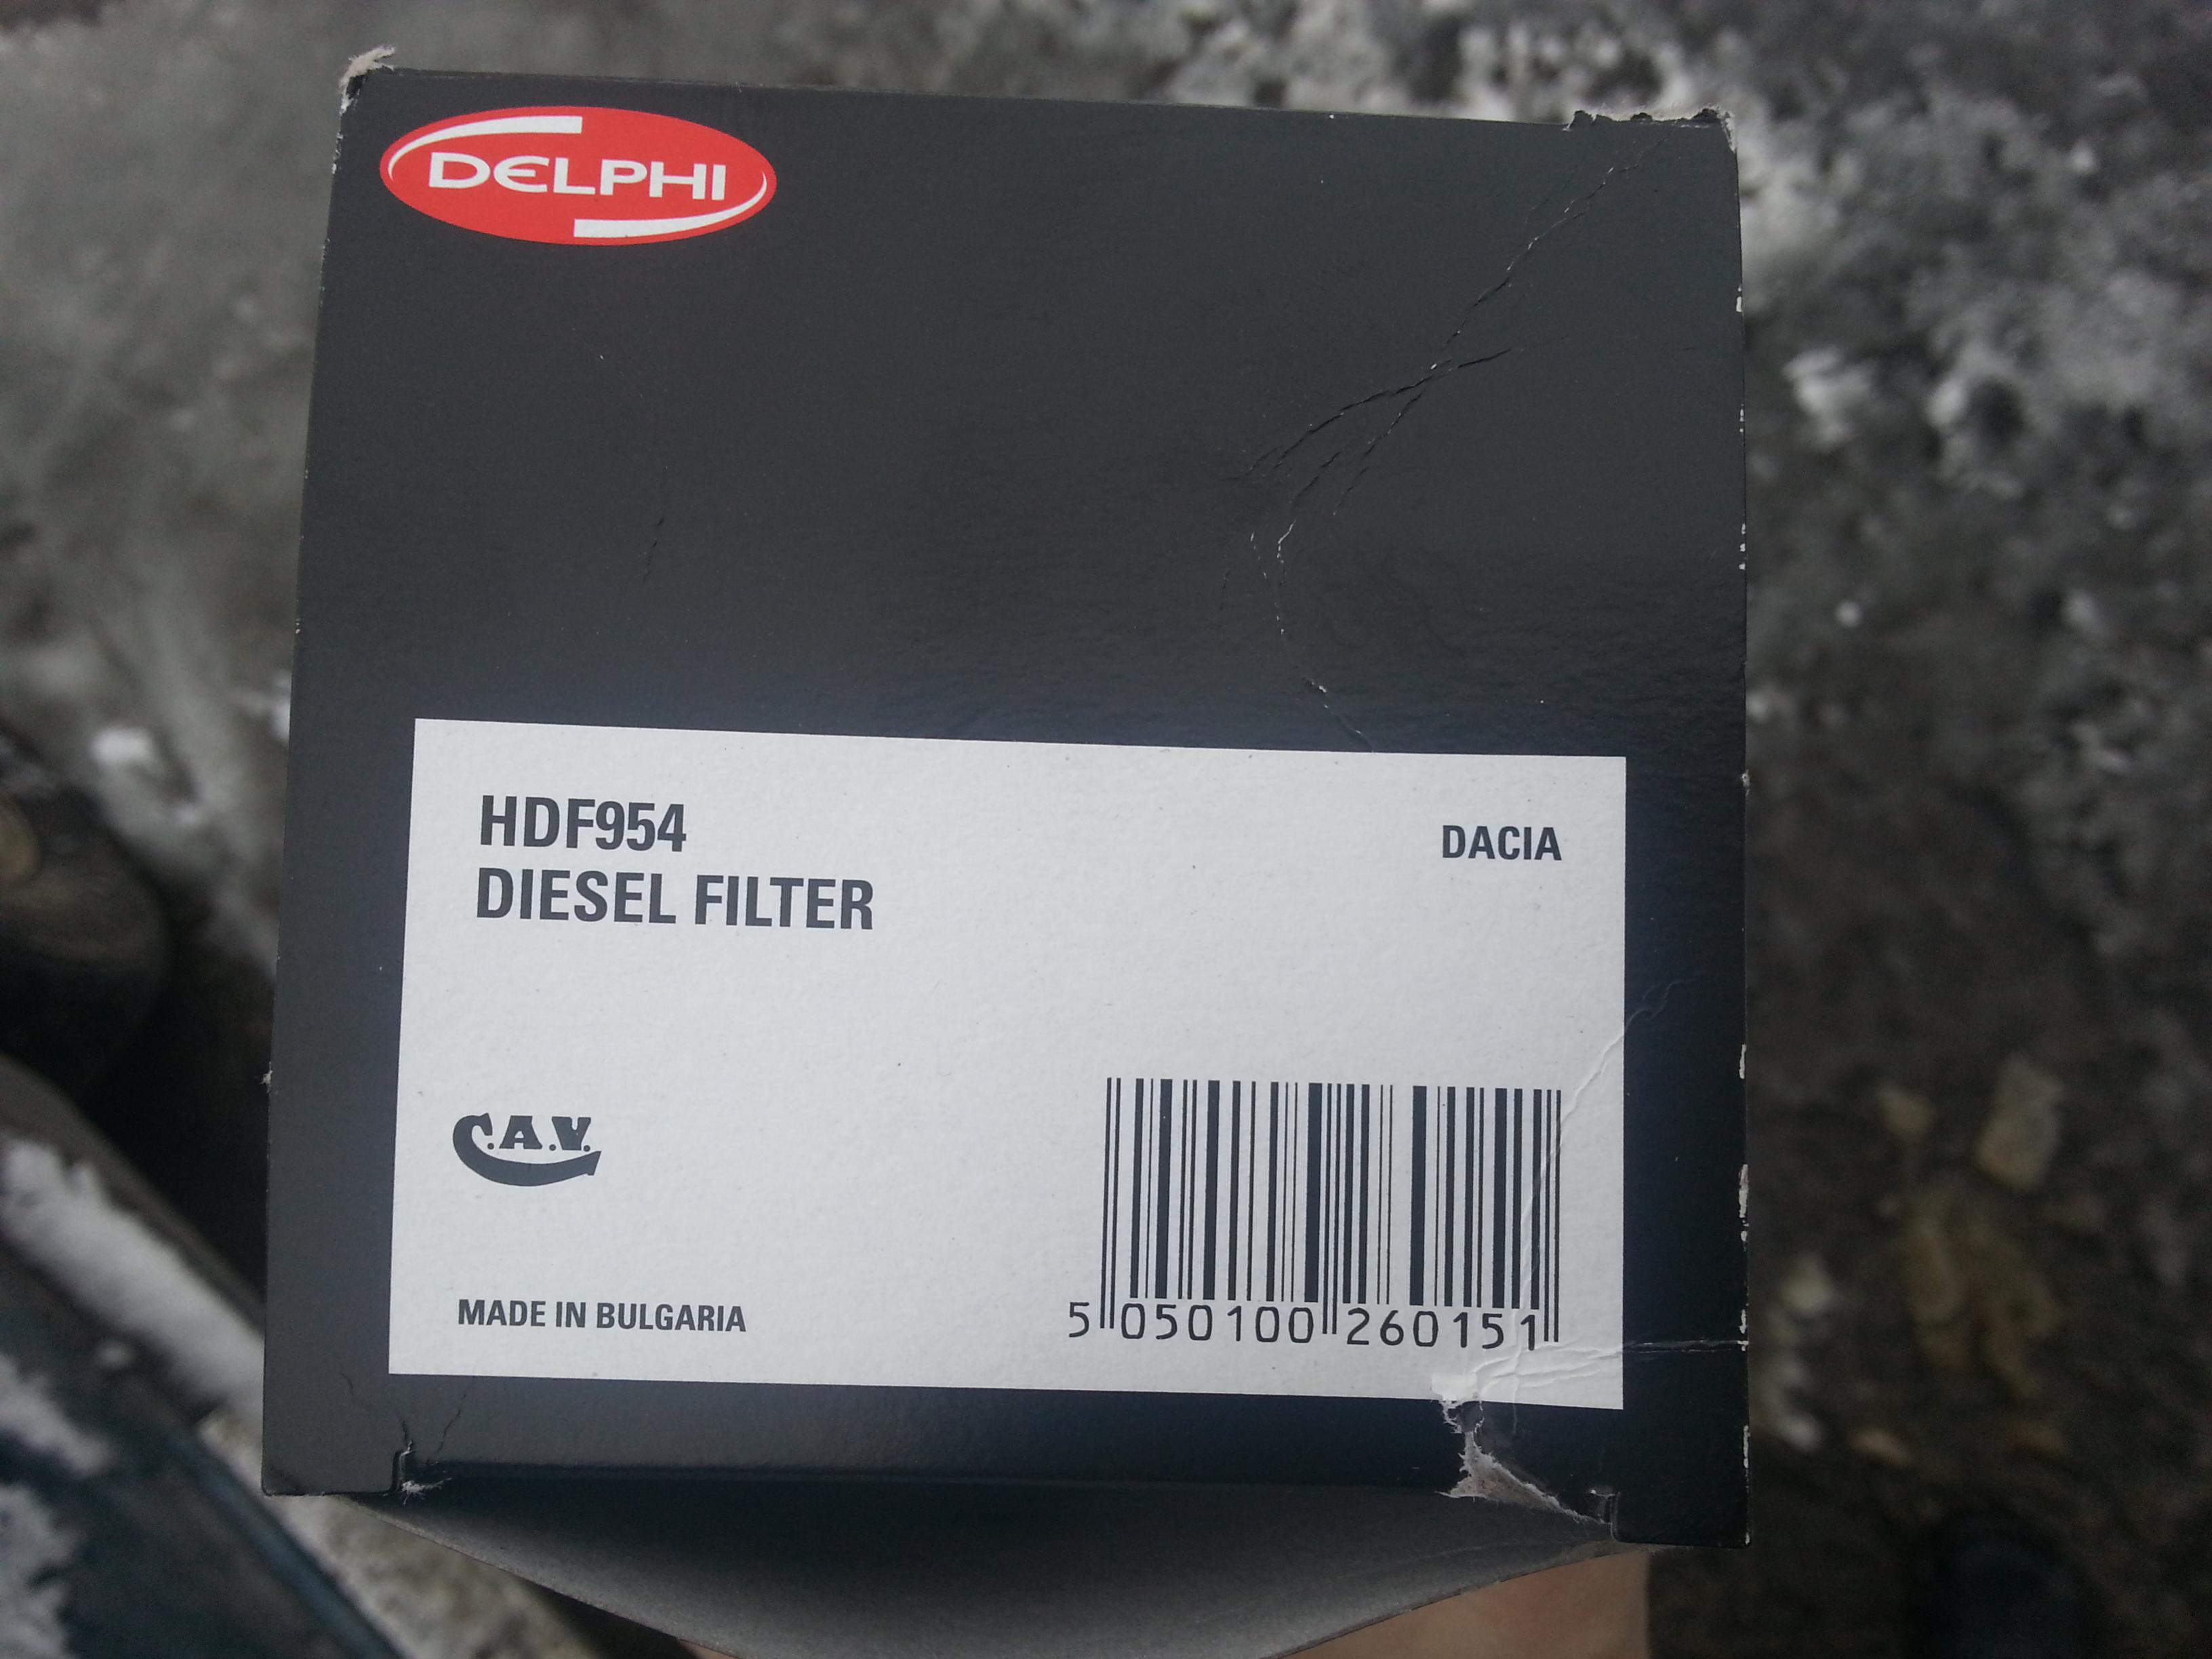 DELPHI
HDF954
DACIA
DIESEL FILTER
C.A.V.
MADE IN BULGARIA
5 050100 260151